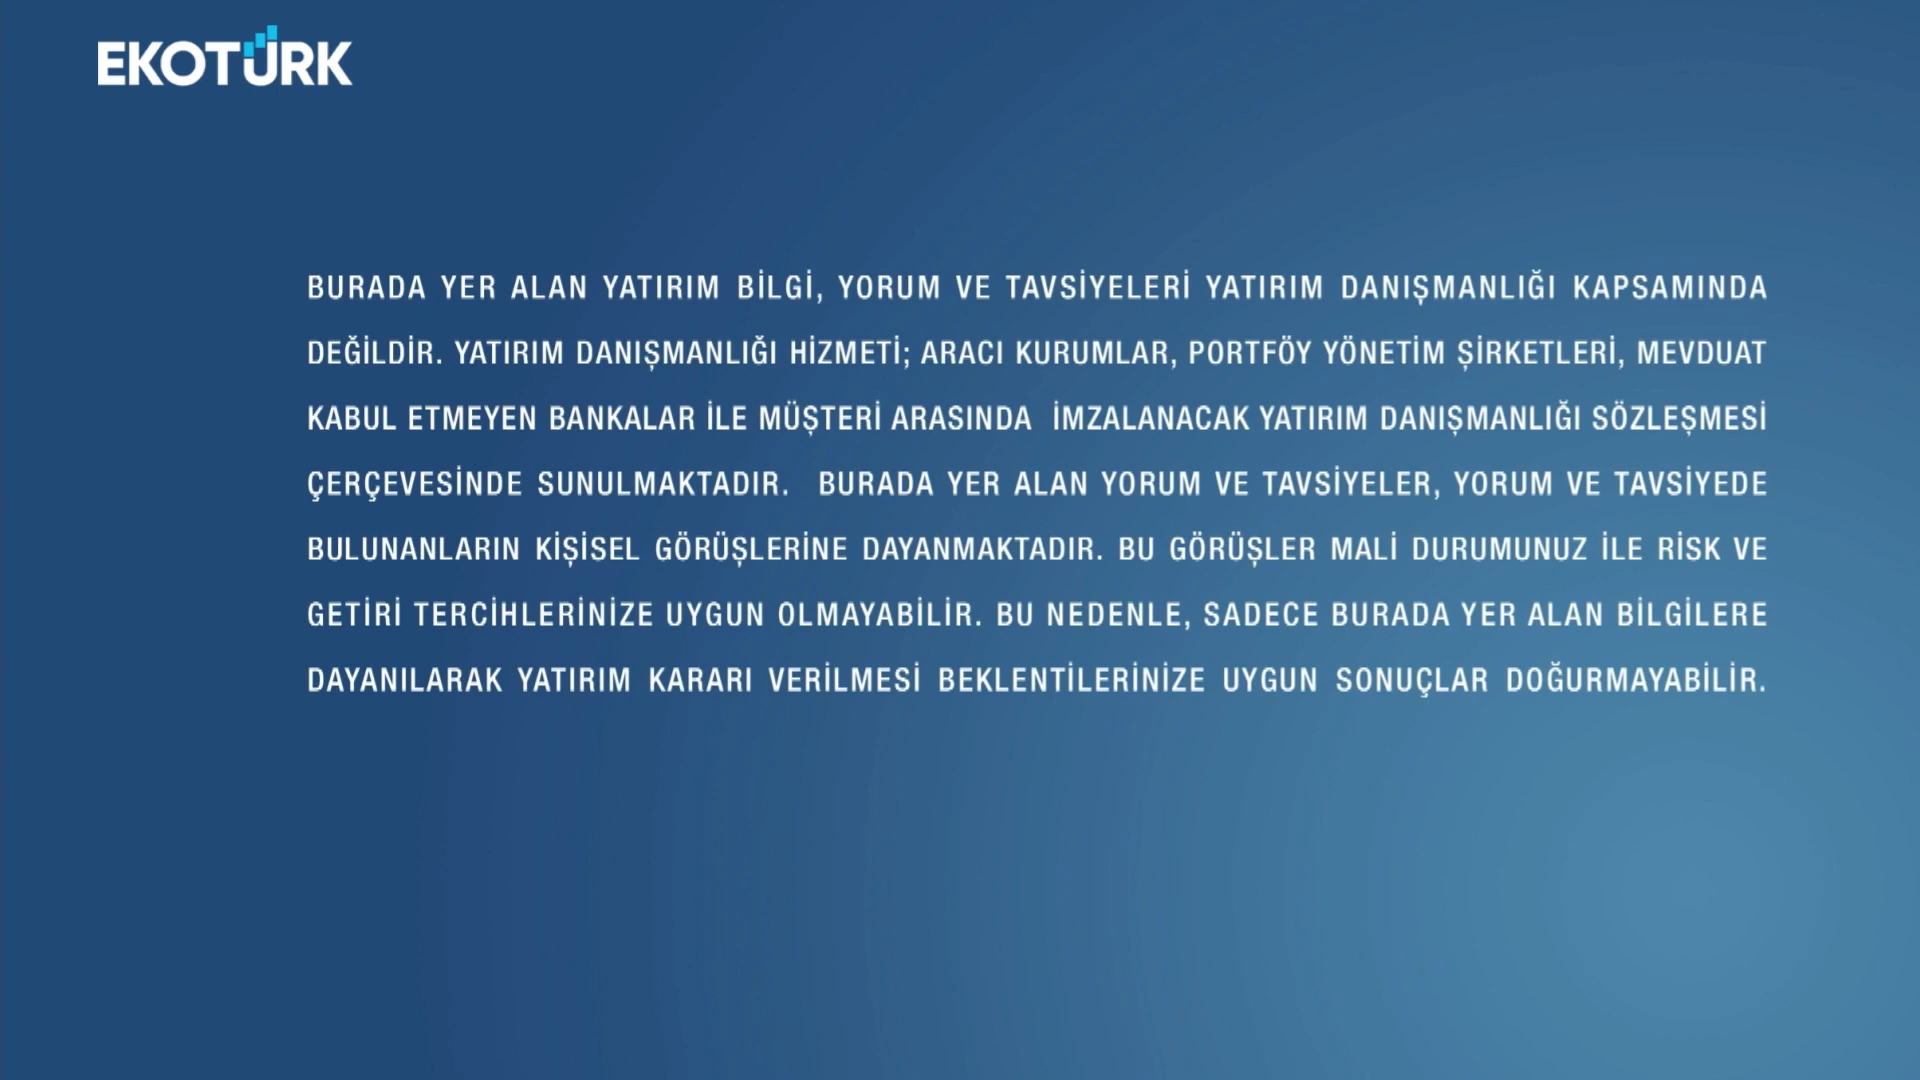 EKOTÜRK
BURADA YER ALAN YATIRIM BİLGİ, YORUM VE TAVSİYELERİ YATIRIM DANIŞMANLIĞI KAPSAMINDA
DEĞİLDİR. YATIRIM DANIŞMANLIĞI HİZMETİ; ARACI KURUMLAR, PORTFÖY YÖNETİM ŞİRKETLERİ, MEVDUAT
KABUL ETMEYEN BANKALAR İLE MÜŞTERİ ARASINDA İMZALANACAK YATIRIM DANIŞMANLIĞI SÖZLEŞMESİ
ÇERÇEVESİNDE SUNULMAKTADIR. BURADA YER ALAN YORUM VE TAVSİYELER, YORUM VE TAVSİYEDE
BULUNANLARIN KİŞİSEL GÖRÜŞLERİNE DAYANMAKTADIR. BU GÖRÜŞLER MALİ DURUMUNUZ İLE RİSK VE
GETİRİ TERCİHLERİNİZE UYGUN OLMAYABİLİR. BU NEDENLE, SADECE BURADA YER ALAN BİLGİLERE
DAYANILARAK YATIRIM KARARI VERİLMESİ BEKLENTİLERİNİZE UYGUN SONUÇLAR DOĞURMAYABİLİR.